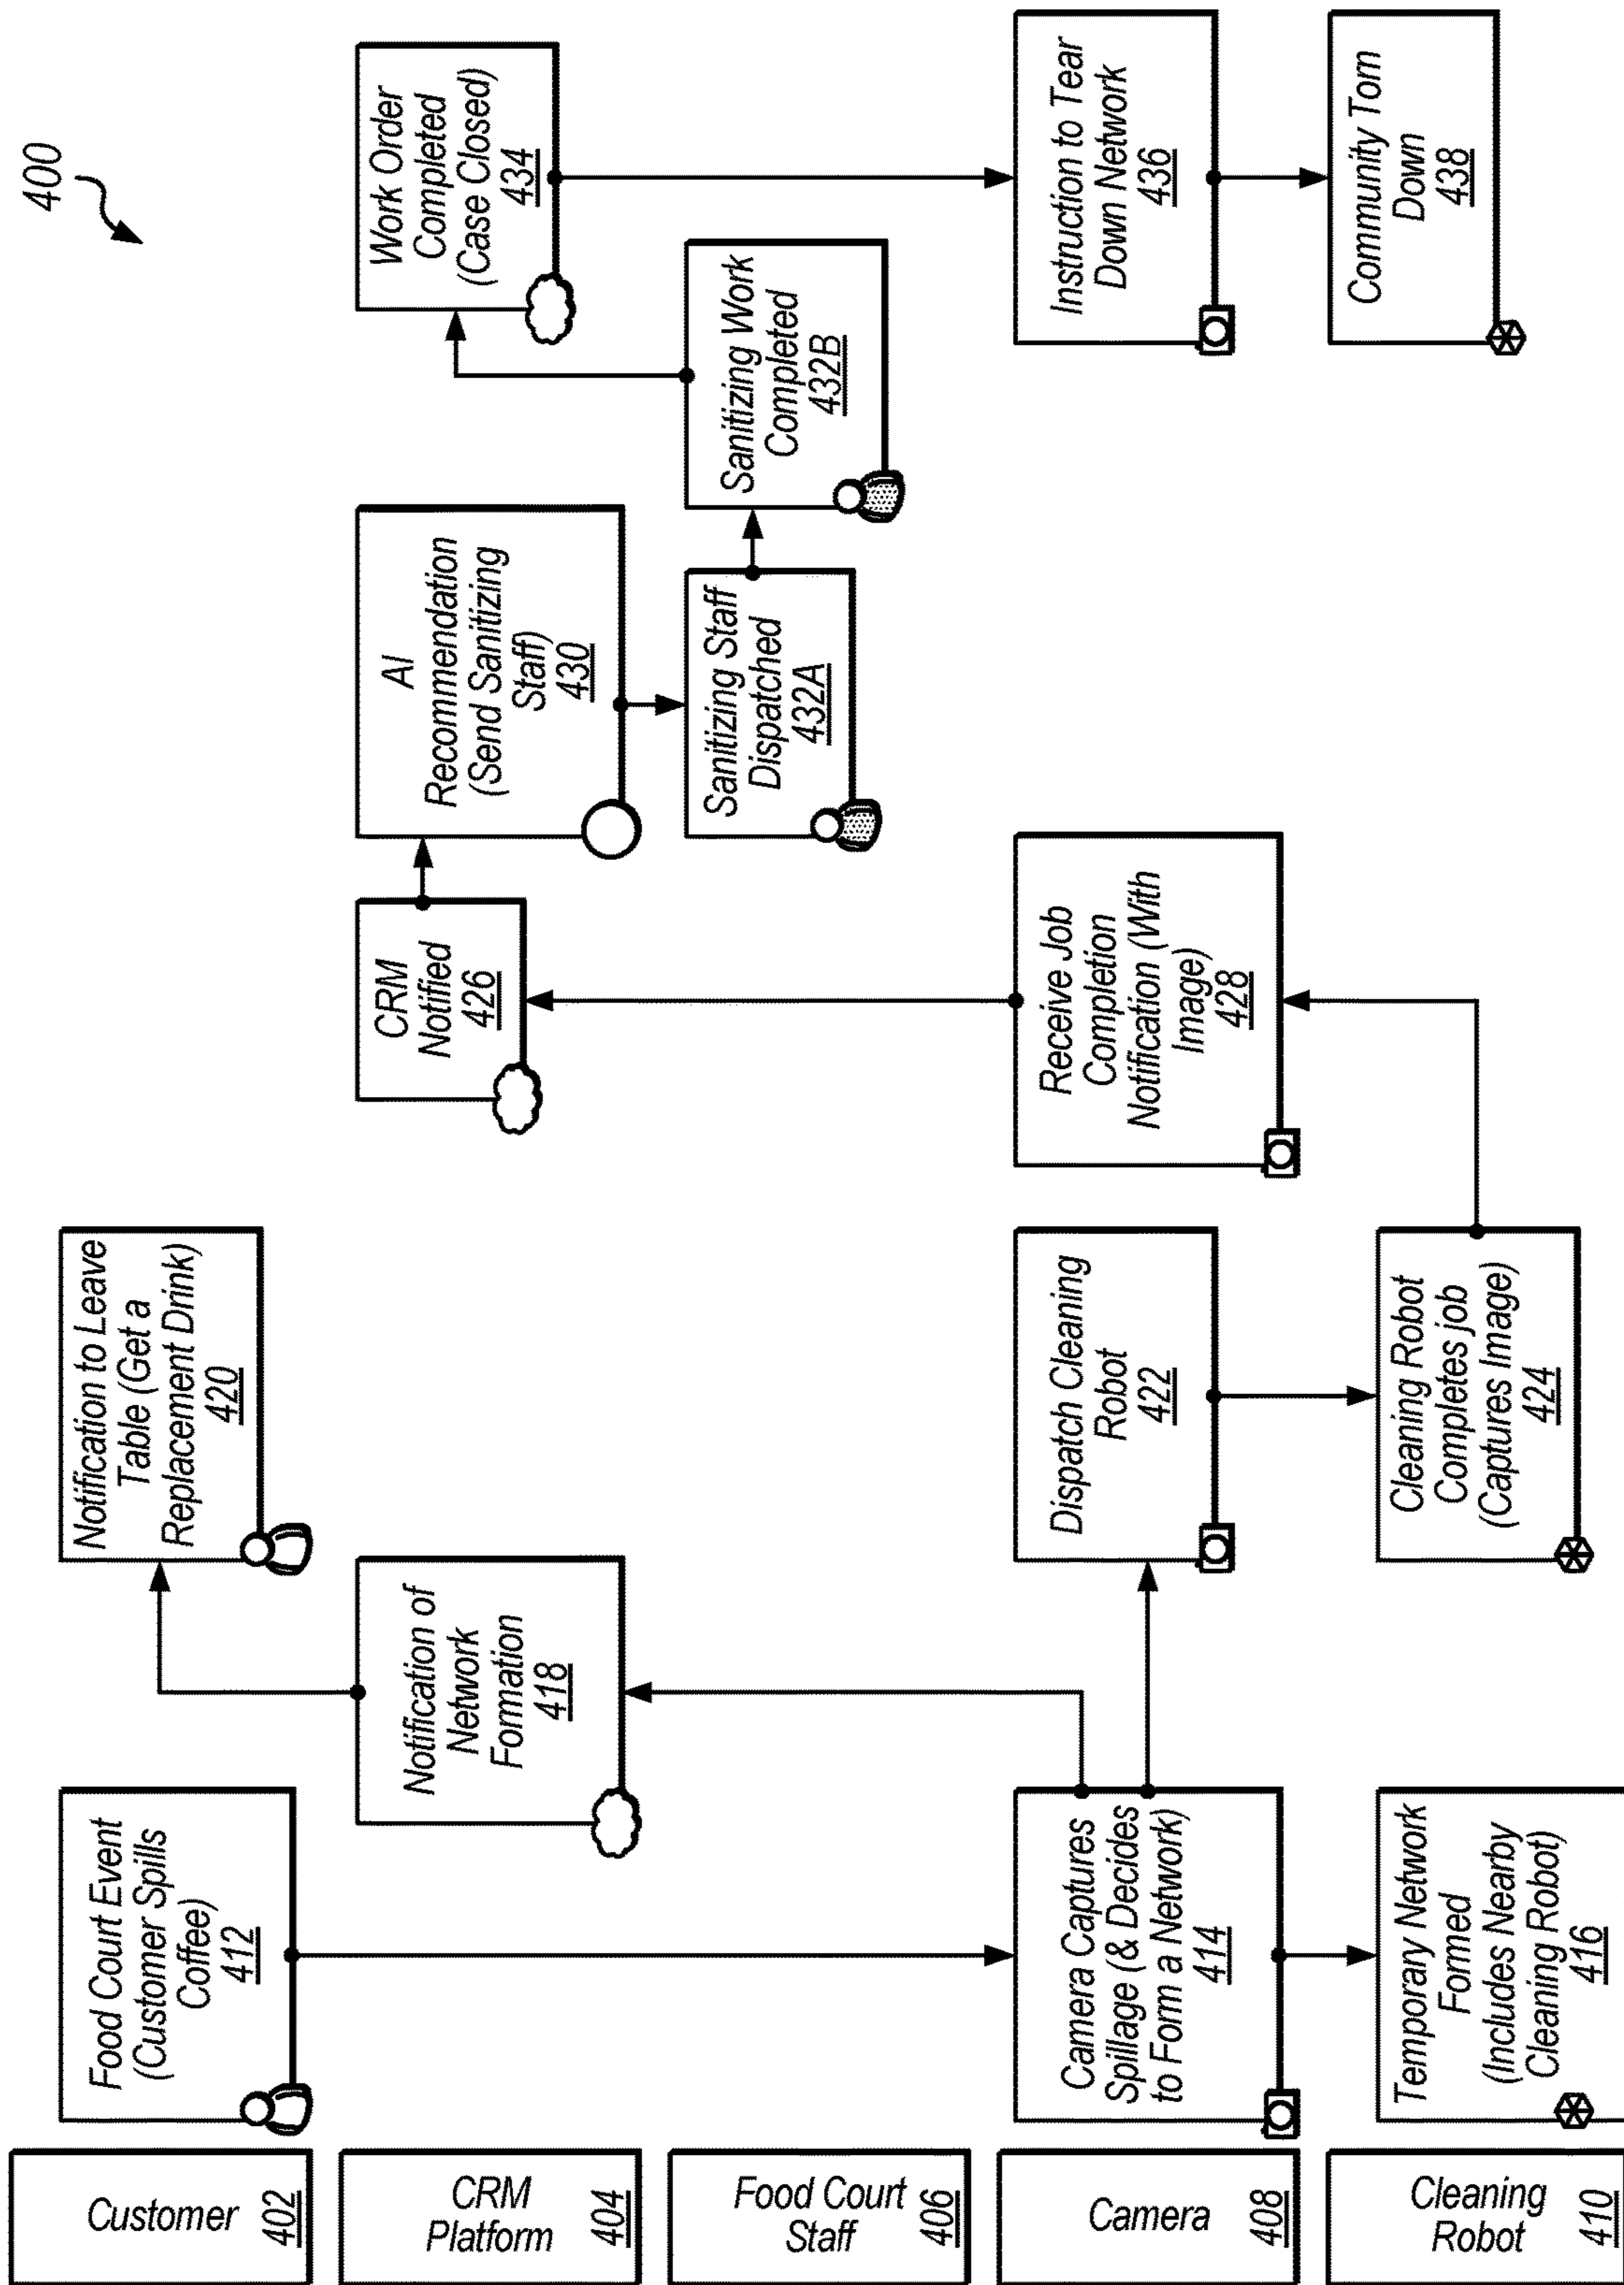 400
Customer
402
CRM
Platform
404
Food Court
Staff
406
Camera
408
Cleaning
Robot
410
Food Court Event
(Customer Spills
Coffee)
412
Camera Captures
Spillage (& Decides
to Form a Network)
414
Temporary Network
Formed
(Includes Nearby
Cleaning Robot)
416
Notification of
Network
Formation
418
Notification to Leave
Table (Get a
Replacement Drink)
420
Dispatch Cleaning
Robot
422
Cleaning Robot
Completes job
(Captures Image)
424
CRM
Notified
426
Receive Job
Completion
Notification (With
Image)
428
AI
Recommendation
(Send Sanitizing
Staff)
430
Sanitizing Staff
Dispatched
432A
Sanitizing Work
Completed
432B
Work Order
Completed
(Case Closed)
434
Instruction to Tear
Down Network
436
Community Torn
Down
438